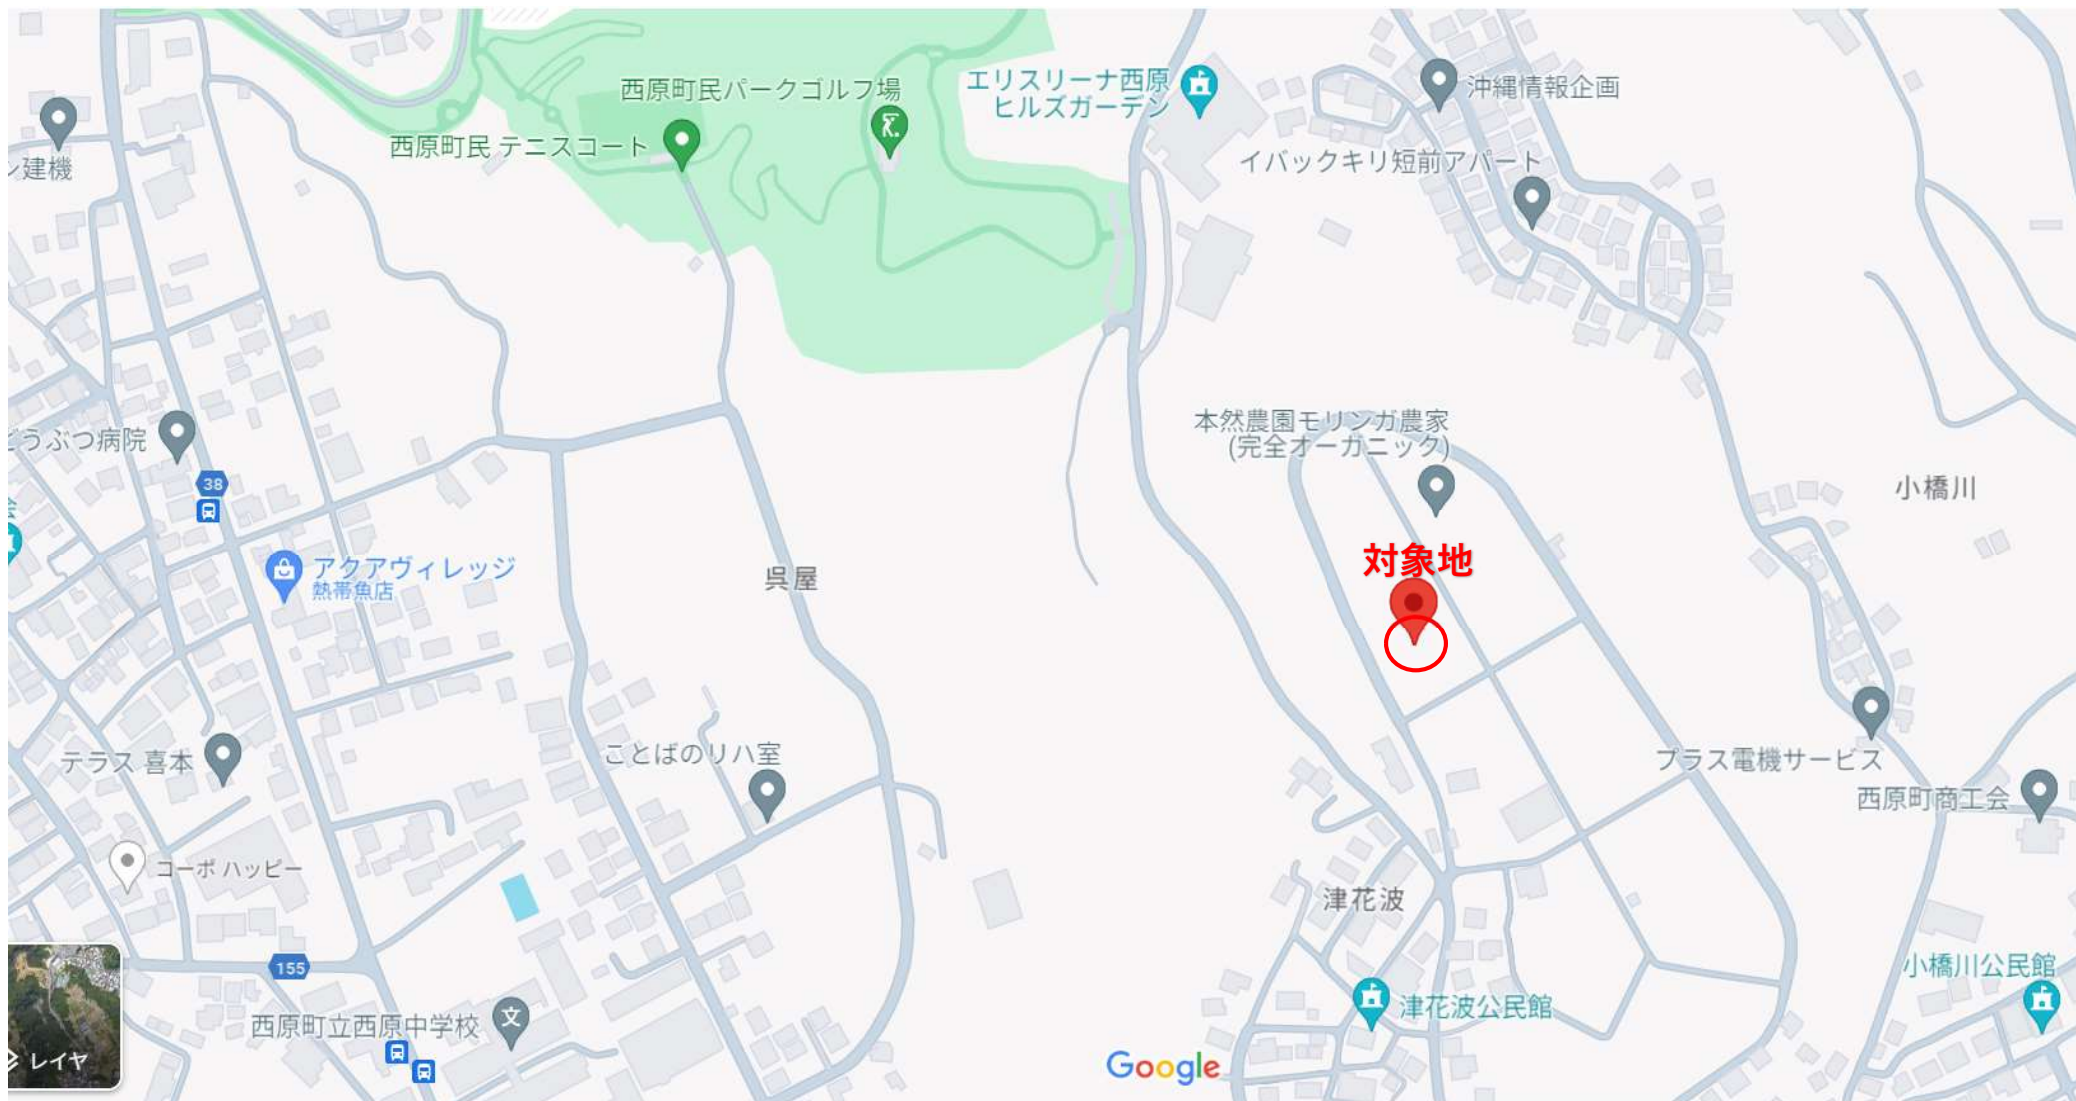 西原町民パークゴルフ場
エリスリーナ西原
ヒルズガーデン
沖縄情報企画
西原町民 テニスコート
イバックキリ短前アパート
建機
本然農園モリンガ農家
(完全オーガニック)
どうぶつ病院
38
小橋川
対象地
アクアヴィレッジ
熱帯魚店
呉屋
ことばのリハ室
テラス 喜本
プラス電機サービス
西原町商工会
コーポ ハッピー
津花波
155
小橋川公民館
津花波公民館
西原町立西原中学校
文
レイヤ
Google